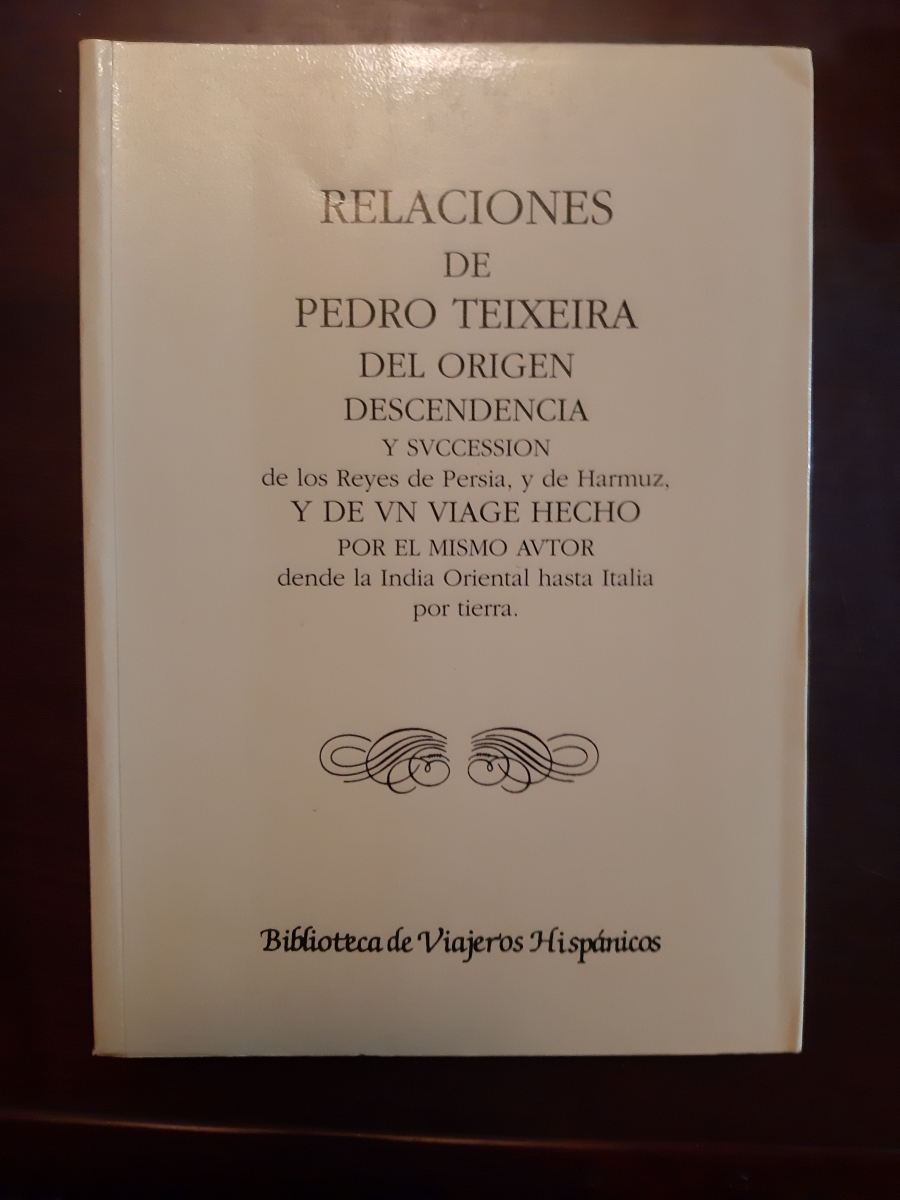 RELACIONES
DE
PEDRO TEIXEIRA
DEL ORIGEN
DESCENDENCIA
Y SVCCESSION
de los Reyes de Persia, y de Harmuz,
Y DE VN VIAGE HECHO
POR EL MISMO AVTOR
dende la India Oriental hasta Italia
por tierra.
Biblioteca de Viajeros Hispánicos